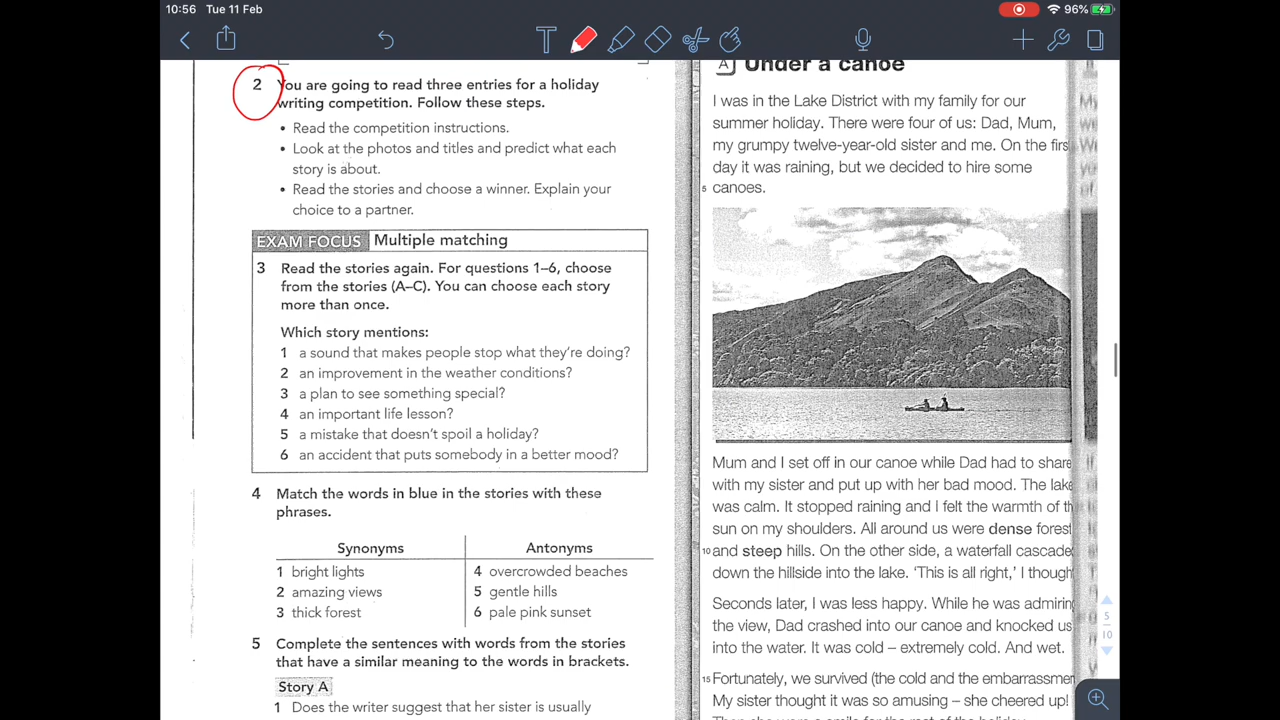 10:56 Tue 11 Feb
96%
2 You are going to read three entries for a holiday
writing competition. Follow these steps.
• Read the competition instructions.
• Look at the photos and titles and predict what each
story is about.
• Read the stories and choose a winner. Explain your
choice to a partner.
EXAM FOCUS Multiple matching
3 Read the stories again. For questions 1–6, choose
from the stories (A–C). You can choose each story
more than once.
Which story mentions:
1 a sound that makes people stop what they're doing?
2 an improvement in the weather conditions?
3 a plan to see something special?
4 an important life lesson?
5 a mistake that doesn't spoil a holiday?
6 an accident that puts somebody in a better mood?
4 Match the words in blue in the stories with these
phrases.
Synonyms Antonyms
1 bright lights 4 overcrowded beaches
2 amazing views 5 gentle hills
3 thick forest 6 pale pink sunset
5 Complete the sentences with words from the stories
that have a similar meaning to the words in brackets.
Story A
1 Does the writer suggest that her sister is usually
A Under a canoe
I was in the Lake District with my family for our
summer holiday. There were four of us: Dad, Mum,
my grumpy twelve-year-old sister and me. On the firs
day it was raining, but we decided to hire some
5 canoes.
Mum and I set off in our canoe while Dad had to share
with my sister and put up with her bad mood. The lake
was calm. It stopped raining and I felt the warmth of th
sun on my shoulders. All around us were dense forest
10 and steep hills. On the other side, a waterfall cascade
down the hillside into the lake. 'This is all right,' I though
Seconds later, I was less happy. While he was admirin
the view, Dad crashed into our canoe and knocked us
into the water. It was cold – extremely cold. And wet.
15 Fortunately, we survived (the cold and the embarrassmen
My sister thought it was so amusing – she cheered up!
5
10